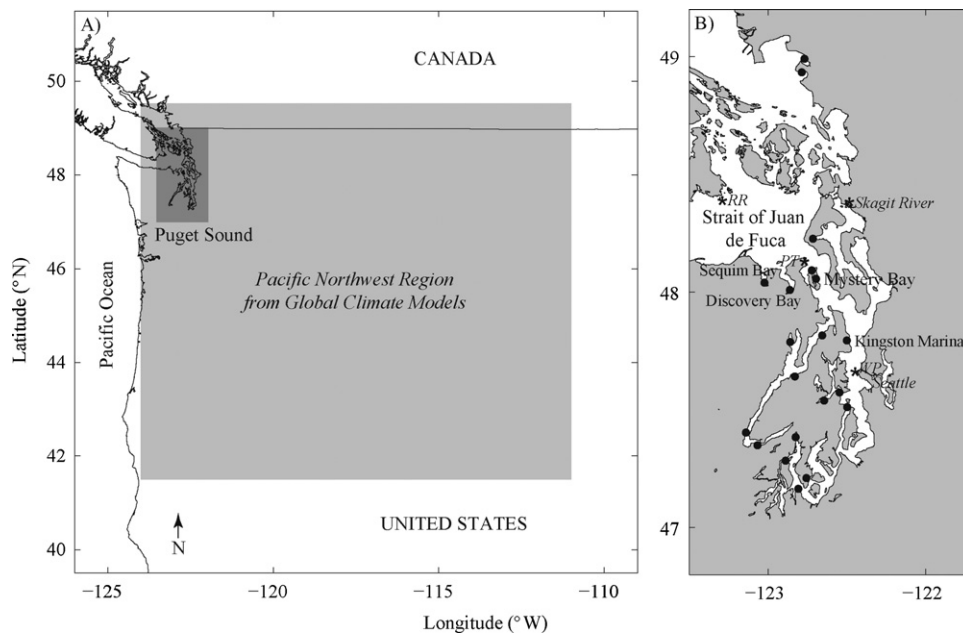 A)
CANADA
50
48
46
44
42
40
Latitude (°N)
Pacific Ocean
Puget Sound
Pacific Northwest Region
from Global Climate Models
UNITED STATES
N
−125
−120
−115
−110
Longitude (°W)
B)
49
48
47
*RR
*Skagit River
Strait of Juan
de Fuca
PT*
Sequim Bay
Mystery Bay
Discovery Bay
Kingston Marina
*WP
Seattle
−123
−122